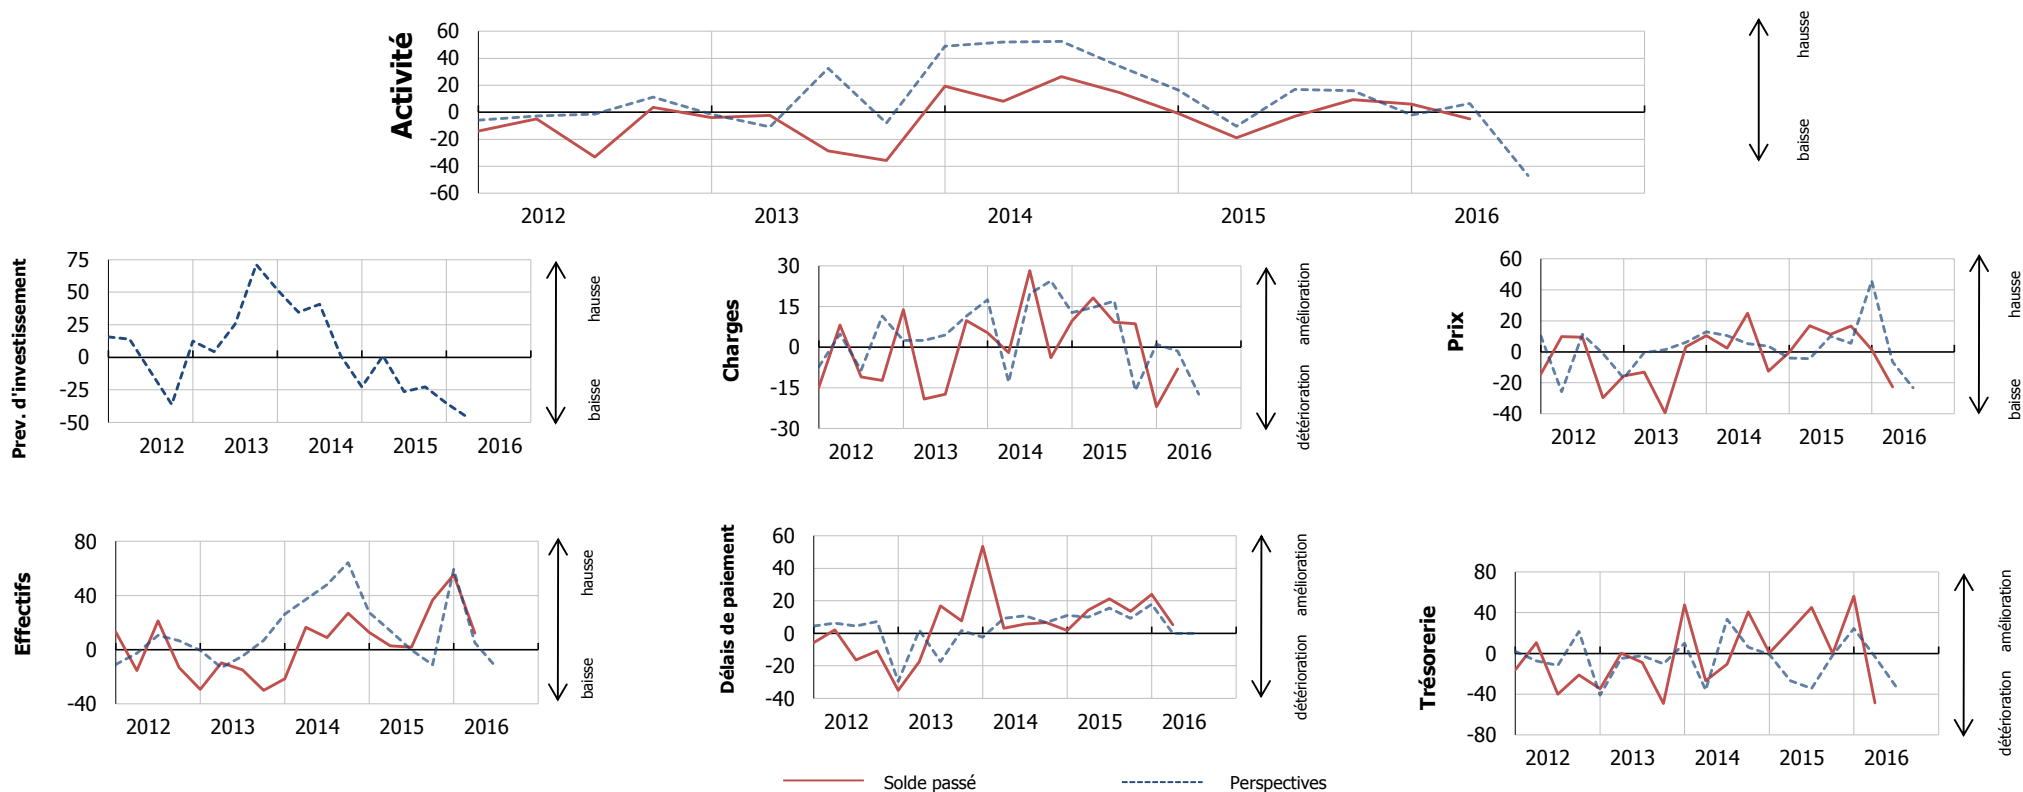 Activité
60
40
20
0
-20
-40
-60
2012 2013 2014 2015 2016
hausse
baisse
Prev. d'investissement
75
50
25
0
-25
-50
2012 2013 2014 2015 2016
hausse
baisse
Charges
30
15
0
-15
-30
2012 2013 2014 2015 2016
amélioration
détérioration
Prix
60
40
20
0
-20
-40
2012 2013 2014 2015 2016
hausse
baisse
Effectifs
80
40
0
-40
2012 2013 2014 2015 2016
hausse
baisse
Délais de paiement
60
40
20
0
-20
-40
2012 2013 2014 2015 2016
amélioration
détérioration
Trésorerie
80
40
0
-40
-80
2012 2013 2014 2015 2016
amélioration
détérioration
Solde passé Perspectives